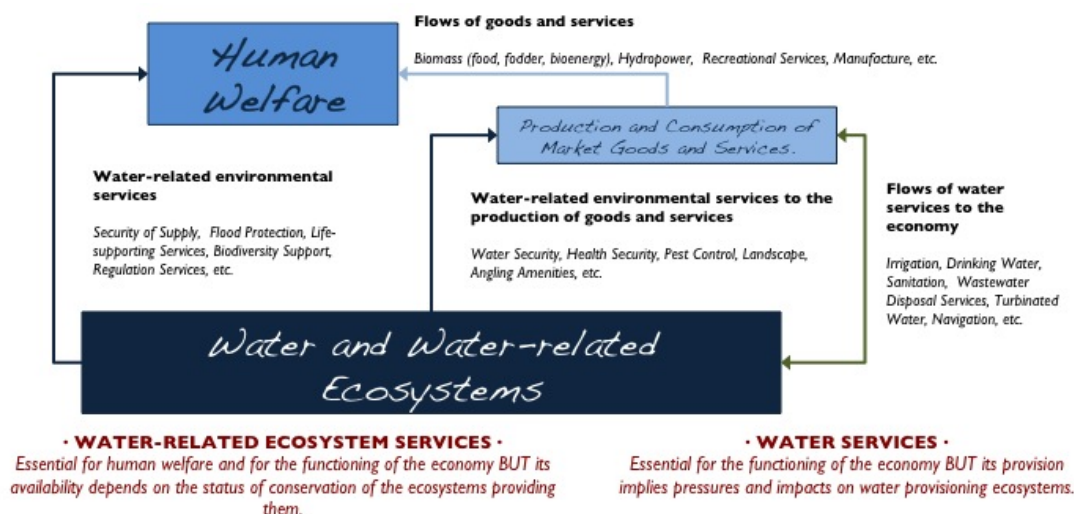 Flows of goods and services
Biomass (food, fodder, bioenergy), Hydropower, Recreational Services, Manufacture, etc.
Human
Welfare
Production and Consumption of
Market Goods and Services.
Water-related environmental
services
Security of Supply, Flood Protection, Life-
supporting Services, Biodiversity Support,
Regulation Services, etc.
Water-related environmental services to the
production of goods and services
Water Security, Health Security, Pest Control, Landscape,
Angling Amenities, etc.
Flows of water
services to the
economy
Irrigation, Drinking Water,
Sanitation, Wastewater
Disposal Services, Turbinated
Water, Navigation, etc.
Water and Water-related
Ecosystems
· WATER-RELATED ECOSYSTEM SERVICES ·
Essential for human welfare and for the functioning of the economy BUT its
availability depends on the status of conservation of the ecosystems providing
them.
· WATER SERVICES ·
Essential for the functioning of the economy BUT its provision
implies pressures and impacts on water provisioning ecosystems.